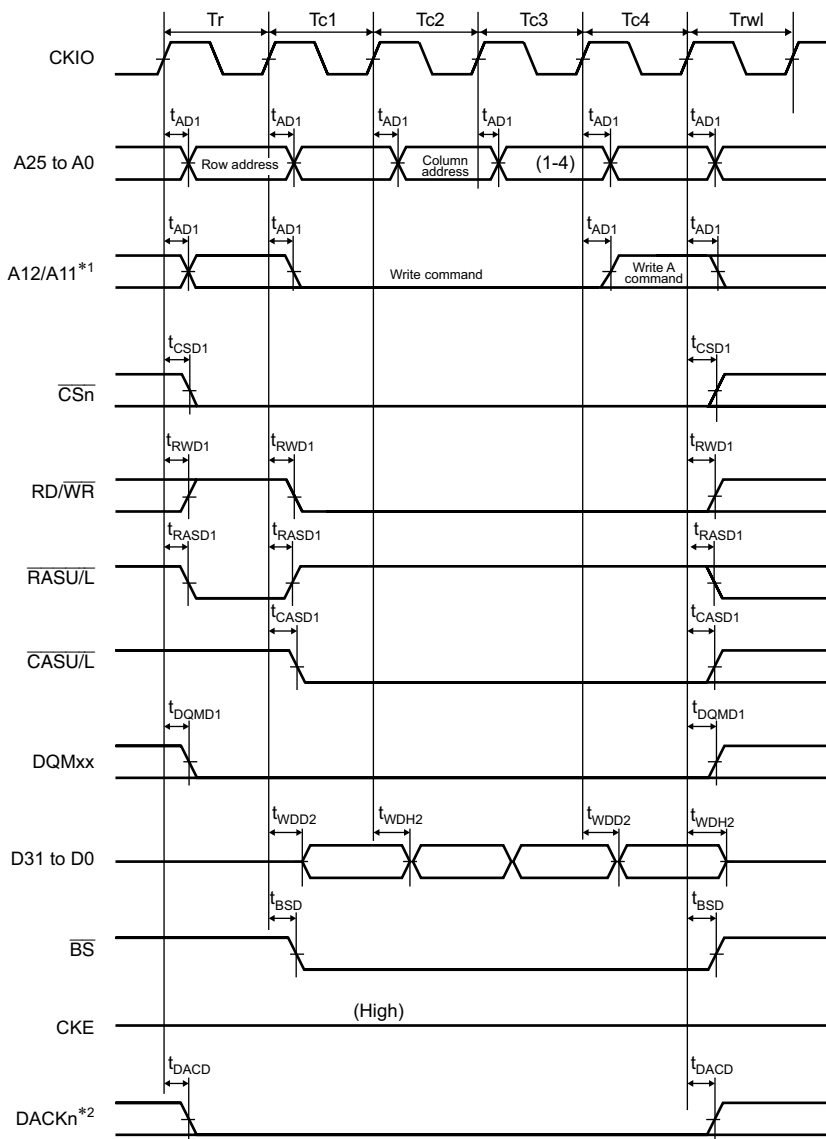 Tr Tc1 Tc2 Tc3 Tc4 Trwl
CKIO
tAD1 tAD1 tAD1 tAD1 tAD1 tAD1
A25 to A0 Row address Column address (1-4)
tAD1 tAD1 tAD1 tAD1
A12/A11*1 Write command Write A command
tCSD1 tCSD1
CSn
tRWD1 tRWD1 tRWD1
RD/WR
tRASD1 tRASD1 tRASD1
RASU/L
tCASD1 tCASD1
CASU/L
tDQMD1 tDQMD1
DQMxx
tWDD2 tWDH2 tWDD2 tWDH2
D31 to D0
tBSD tBSD
BS
(High)
CKE
tDACD tDACD
DACKn*2